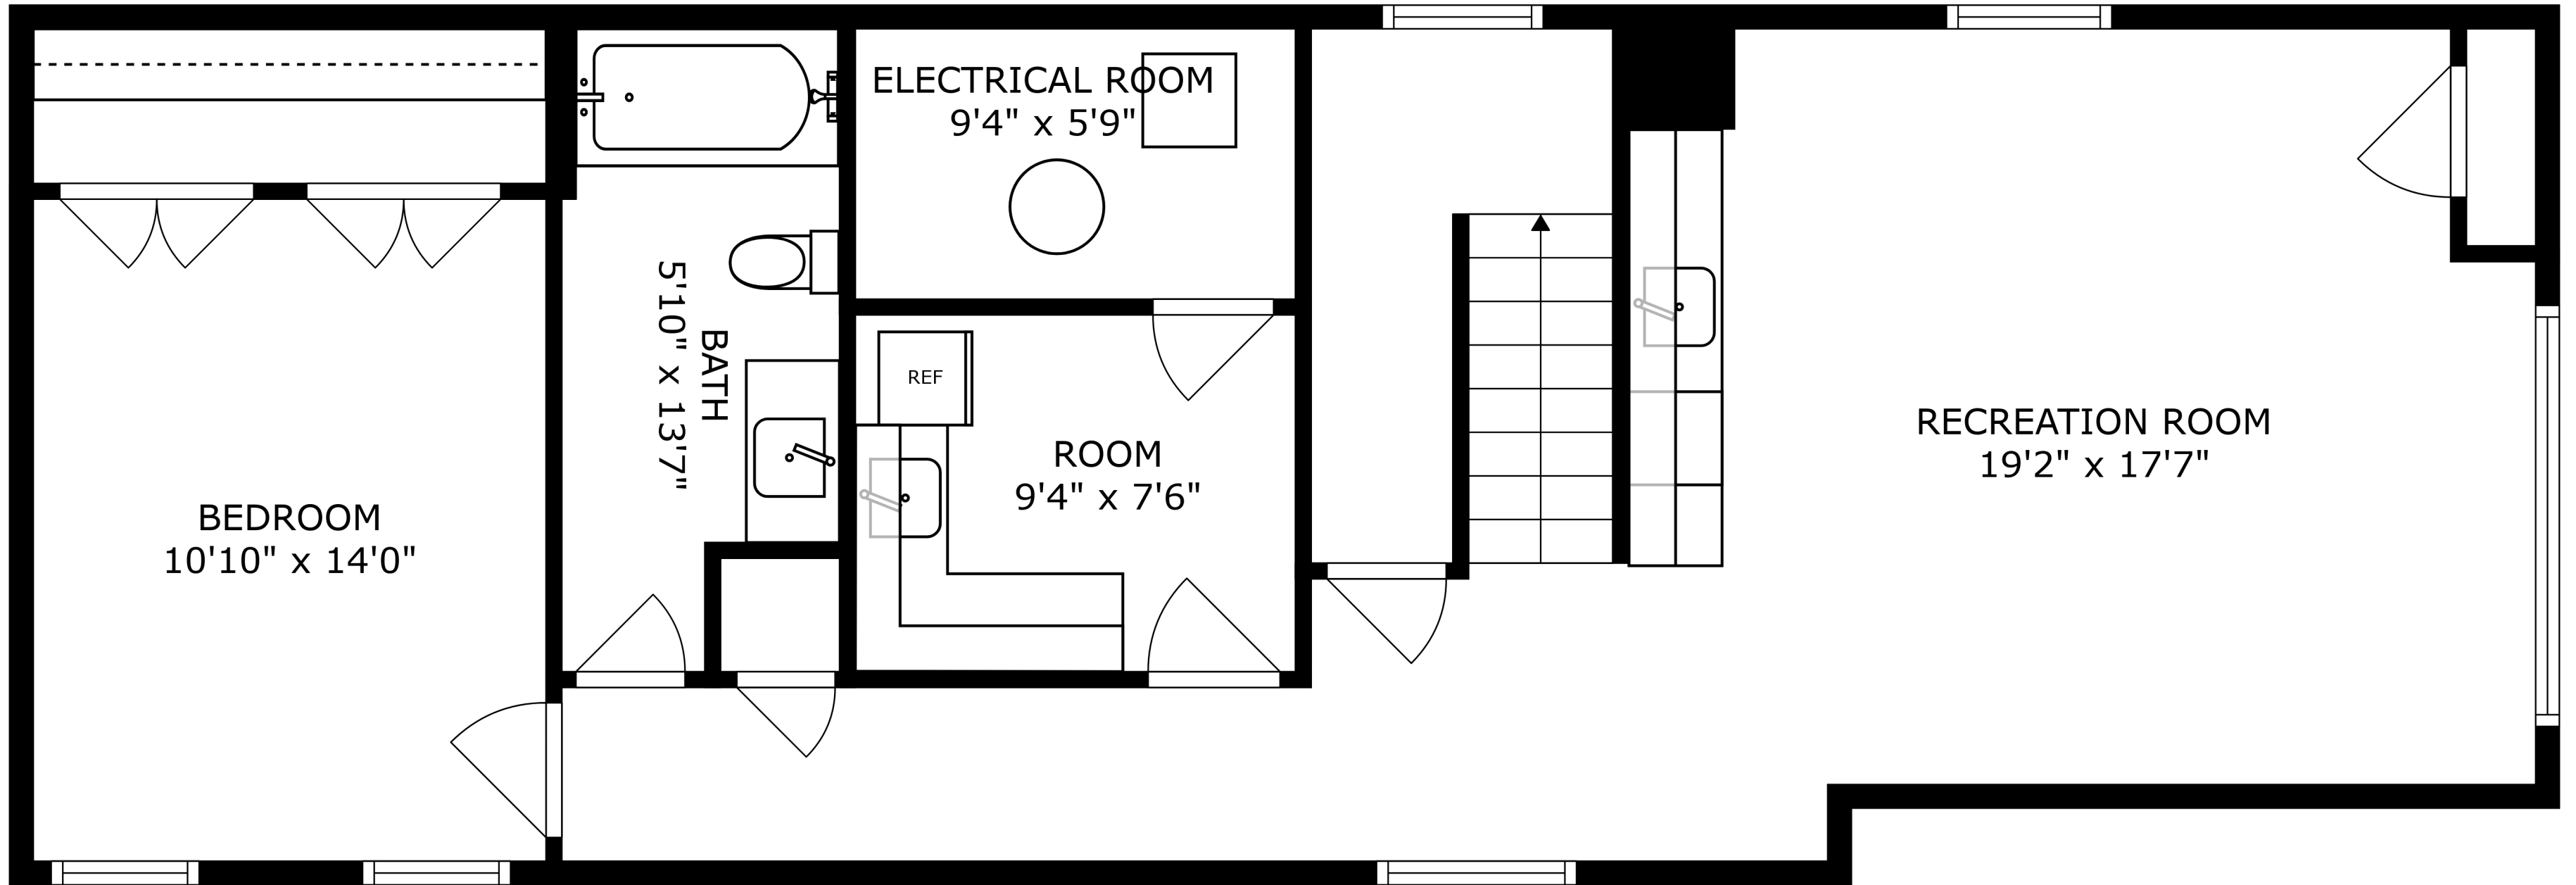 ELECTRICAL ROOM
9'4" x 5'9"
BATH
5'10" x 13'7"
REF
ROOM
9'4" x 7'6"
RECREATION ROOM
19'2" x 17'7"
BEDROOM
10'10" x 14'0"